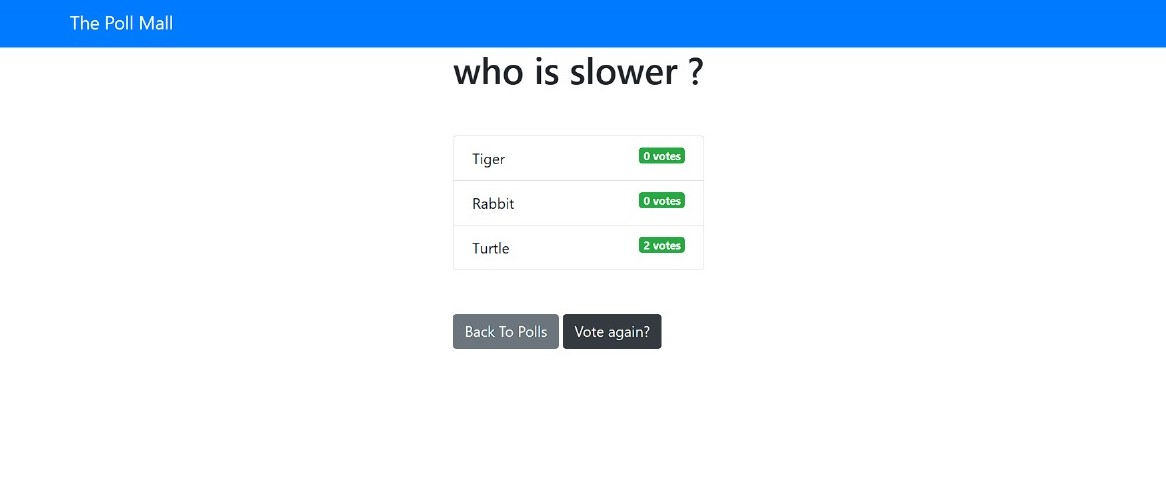 The Poll Mall
who is slower ?
Tiger 0 votes
Rabbit 0 votes
Turtle 2 votes
Back To Polls Vote again?